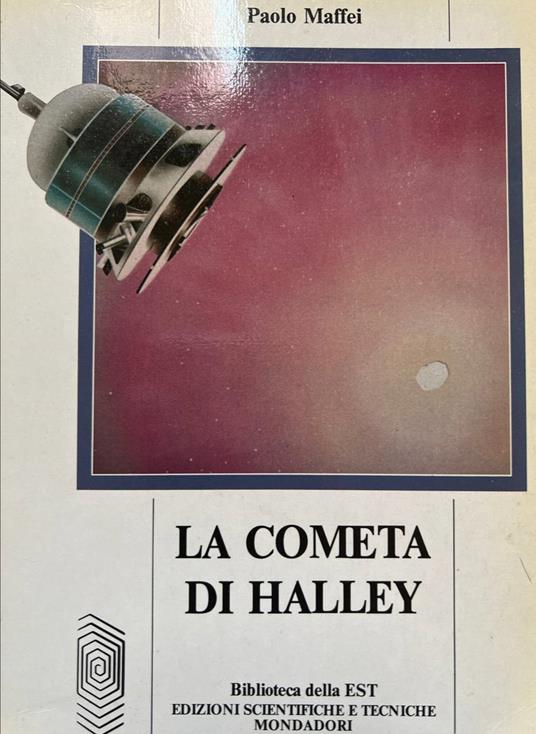 Paolo Maffei
LA COMETA
DI HALLEY
Biblioteca della EST
EDIZIONI SCIENTIFICHE E TECNICHE
MONDADORI